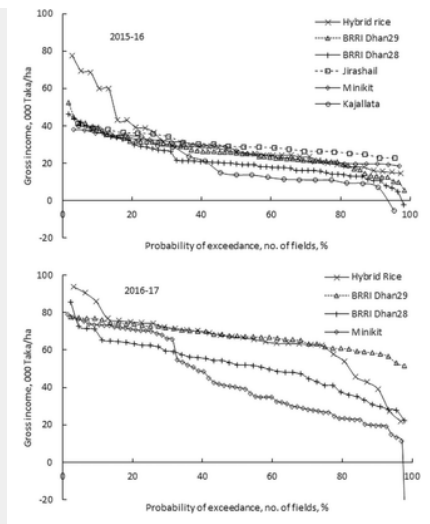 100
80
60
40
20
0
-20
0 20 40 60 80 100
Gross income, 000 Taka/ha
2015-16
Hybrid rice
BRRI Dhan29
BRRI Dhan28
Jirashail
Minikit
Kajallata
Probability of exceedance, no. of fields, %
100
80
60
40
20
0
-20
0 20 40 60 80 100
Gross income, 000 Taka/ha
2016-17
Hybrid Rice
BRRI Dhan29
BRRI Dhan28
Minikit
Probability of exceedance, no. of fields, %